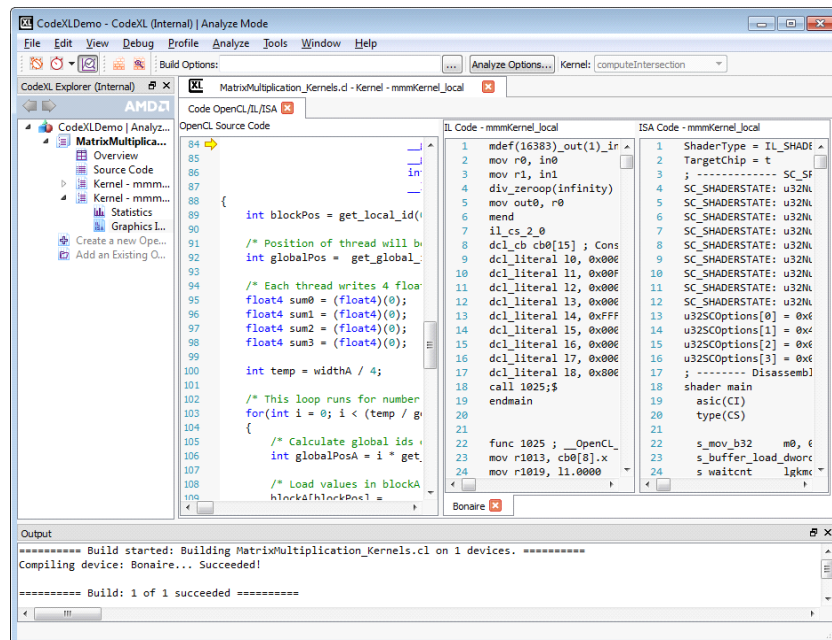 CodeXLDemo - CodeXL (Internal) | Analyze Mode
File Edit View Debug Profile Analyze Tools Window Help
Build Options: ... Analyze Options... Kernel: computeIntersection
CodeXL Explorer (Internal)
AMD
CodeXLDemo | Analyz...
MatrixMultiplica...
Overview
Source Code
Kernel - mmm...
Kernel - mmm...
Statistics
Graphics I...
Create a new Ope...
Add an Existing O...
MatrixMultiplication_Kernels.cl - Kernel - mmmKernel_local
Code OpenCL/IL/ISA
OpenCL Source Code
84
85
86 in
87
88 {
89 int blockPos = get_local_id(
90
91 /* Position of thread will b
92 int globalPos = get_global_
93
94 /* Each thread writes 4 float
95 float4 sum0 = (float4)(0);
96 float4 sum1 = (float4)(0);
97 float4 sum2 = (float4)(0);
98 float4 sum3 = (float4)(0);
99
100 int temp = widthA / 4;
101
102 /* This loop runs for number
103 for(int i = 0; i < (temp / g
104 {
105 /* Calculate global ids
106 int globalPosA = i * get_
107
108 /* Load values in blockA
109 blockA[blockPos] =
IL Code - mmmKernel_local
1 mdef(16383)_out(1)_in
2 mov r0, in0
3 mov r1, in1
4 div_zeroop(infinity)
5 mov out0, r0
6 mend
7 il_cs_2_0
8 dcl_cb cb0[15] ; Cons
9 dcl_literal l0, 0x000
10 dcl_literal l1, 0x00F
11 dcl_literal l2, 0x000
12 dcl_literal l3, 0x000
13 dcl_literal l4, 0xFFF
14 dcl_literal l5, 0x000
15 dcl_literal l6, 0x000
16 dcl_literal l7, 0x000
17 dcl_literal l8, 0x800
18 call 1025;$
19 endmain
20
21
22 func 1025 ; __OpenCL_
23 mov r1013, cb0[8].x
24 mov r1019, l1.0000
Bonaire
ISA Code - mmmKernel_local
1 ShaderType = IL_SHADE
2 TargetChip = t
3 ; ------------- SC_SR
4 SC_SHADERSTATE: u32Nu
5 SC_SHADERSTATE: u32Nu
6 SC_SHADERSTATE: u32Nu
7 SC_SHADERSTATE: u32Nu
8 SC_SHADERSTATE: u32Nu
9 SC_SHADERSTATE: u32Nu
10 SC_SHADERSTATE: u32Nu
11 SC_SHADERSTATE: u32Nu
12 SC_SHADERSTATE: u32Nu
13 u32SCOptions[0] = 0x0
14 u32SCOptions[1] = 0x4
15 u32SCOptions[2] = 0x0
16 u32SCOptions[3] = 0x0
17 ; -------- Disassembl
18 shader main
19 asic(CI)
20 type(CS)
21
22 s_mov_b32 m0, 0
23 s_buffer_load_dword
24 s_waitcnt lgkmc
Output
========== Build started: Building MatrixMultiplication_Kernels.cl on 1 devices. ==========
Compiling device: Bonaire... Succeeded!
========== Build: 1 of 1 succeeded ==========